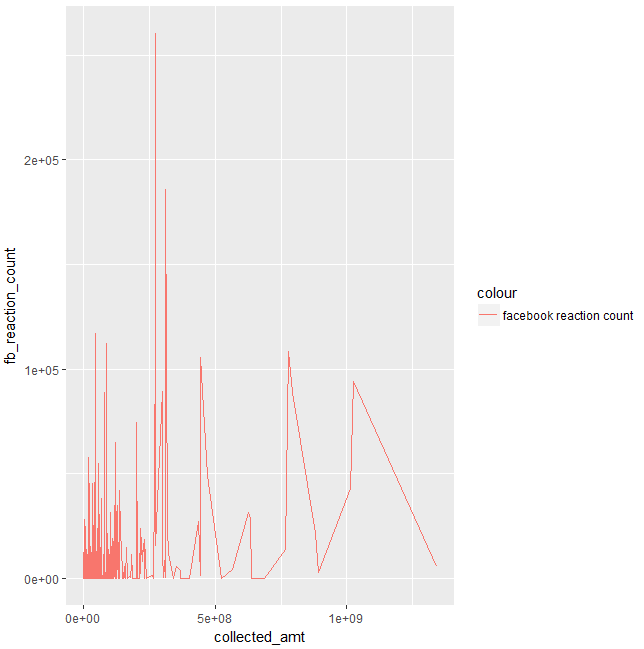 fb_reaction_count
2e+05
1e+05
0e+00
0e+00 5e+08 1e+09
collected_amt
colour
facebook reaction count